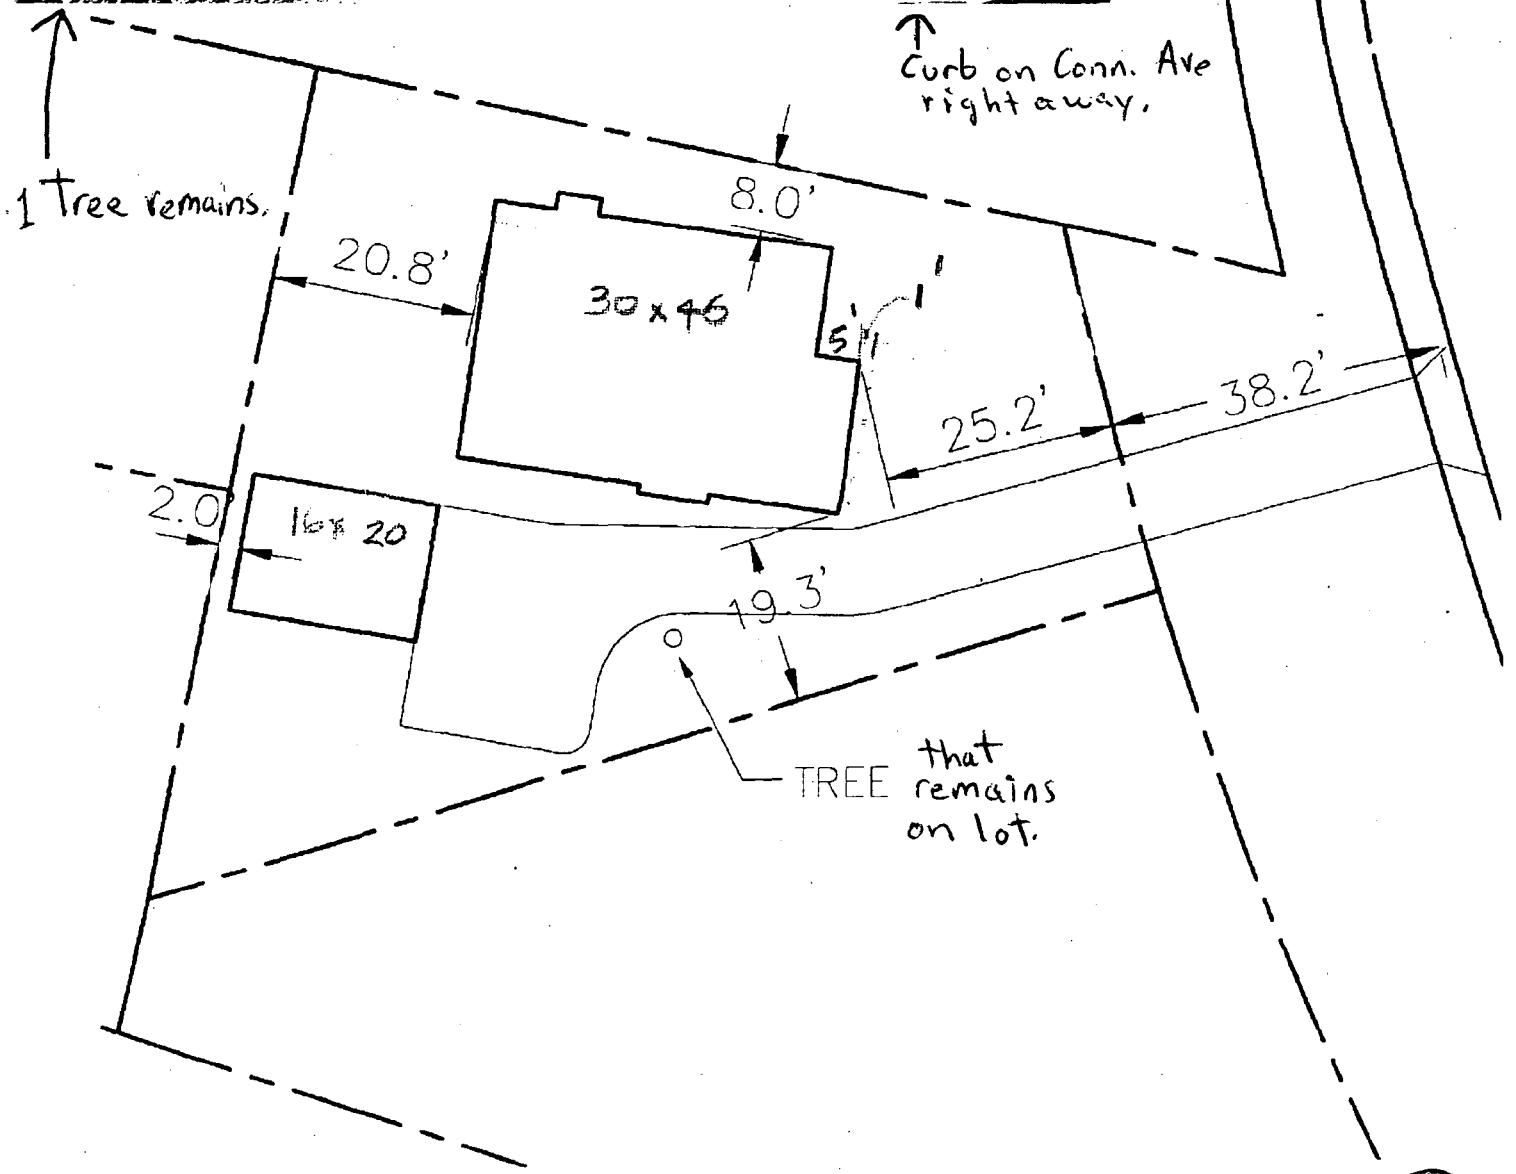 Curb on Conn. Ave
right away.
1 Tree remains.
8.0'
20.8'
30 x 46
5'
1'
25.2'
38.2'
2.0
16 x 20
19.3'
TREE that
remains
on lot.